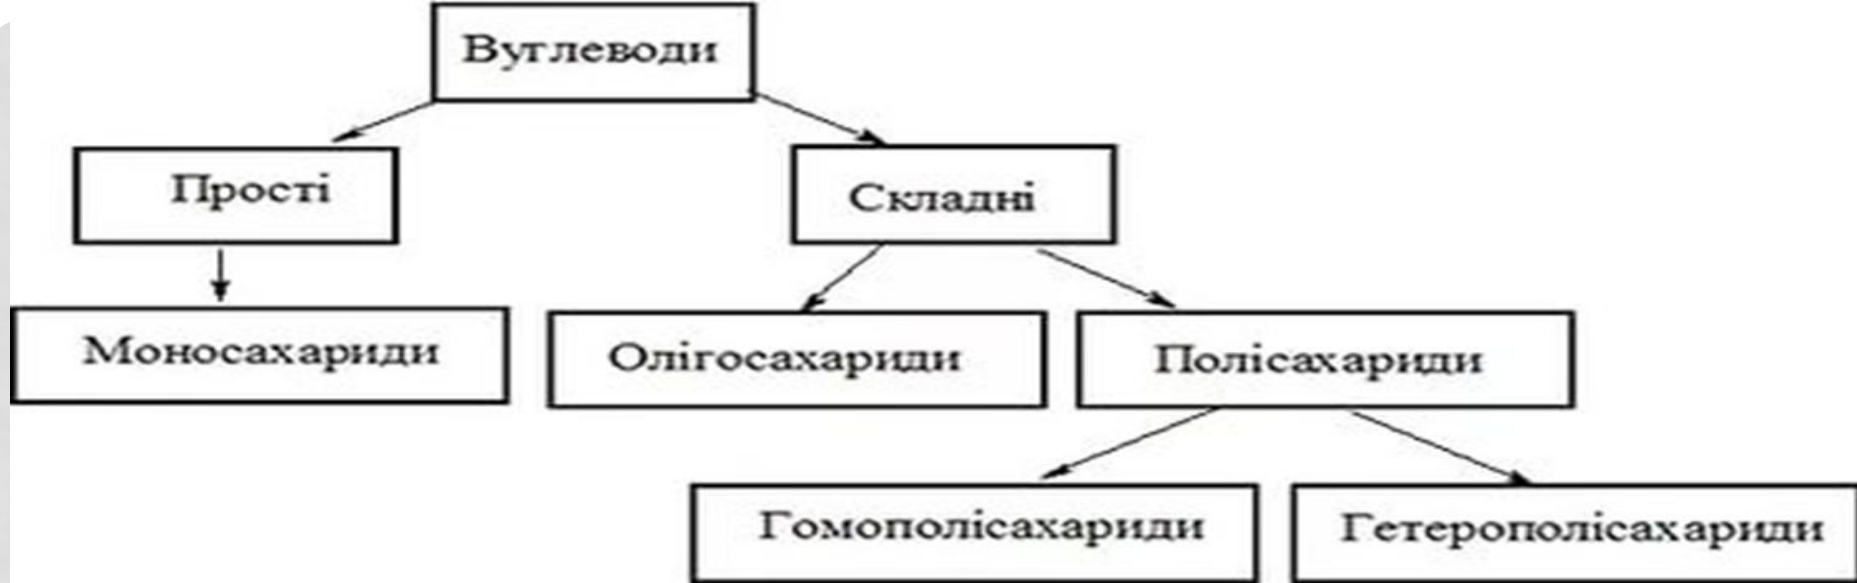 Вуглеводи
Прості
Складні
Моносахариди
Олігосахариди
Полісахариди
Гомополісахариди
Гетерополісахариди